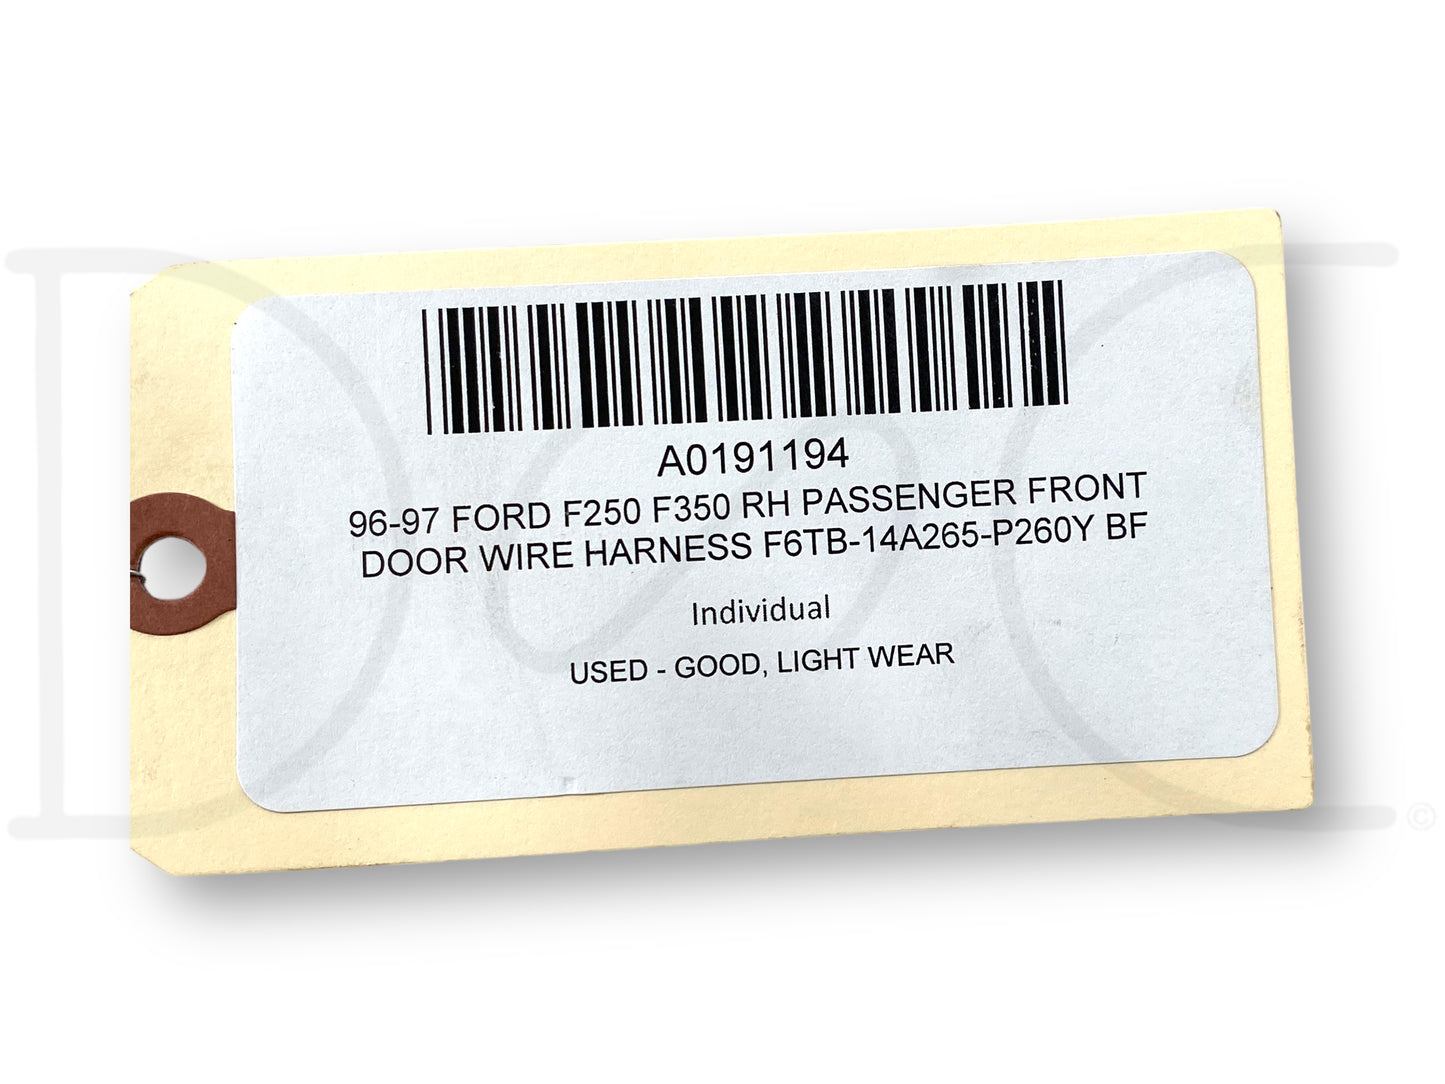 A0191194
96-97 FORD F250 F350 RH PASSENGER FRONT
DOOR WIRE HARNESS F6TB-14A265-P260Y BF
Individual
USED - GOOD, LIGHT WEAR
D C
©